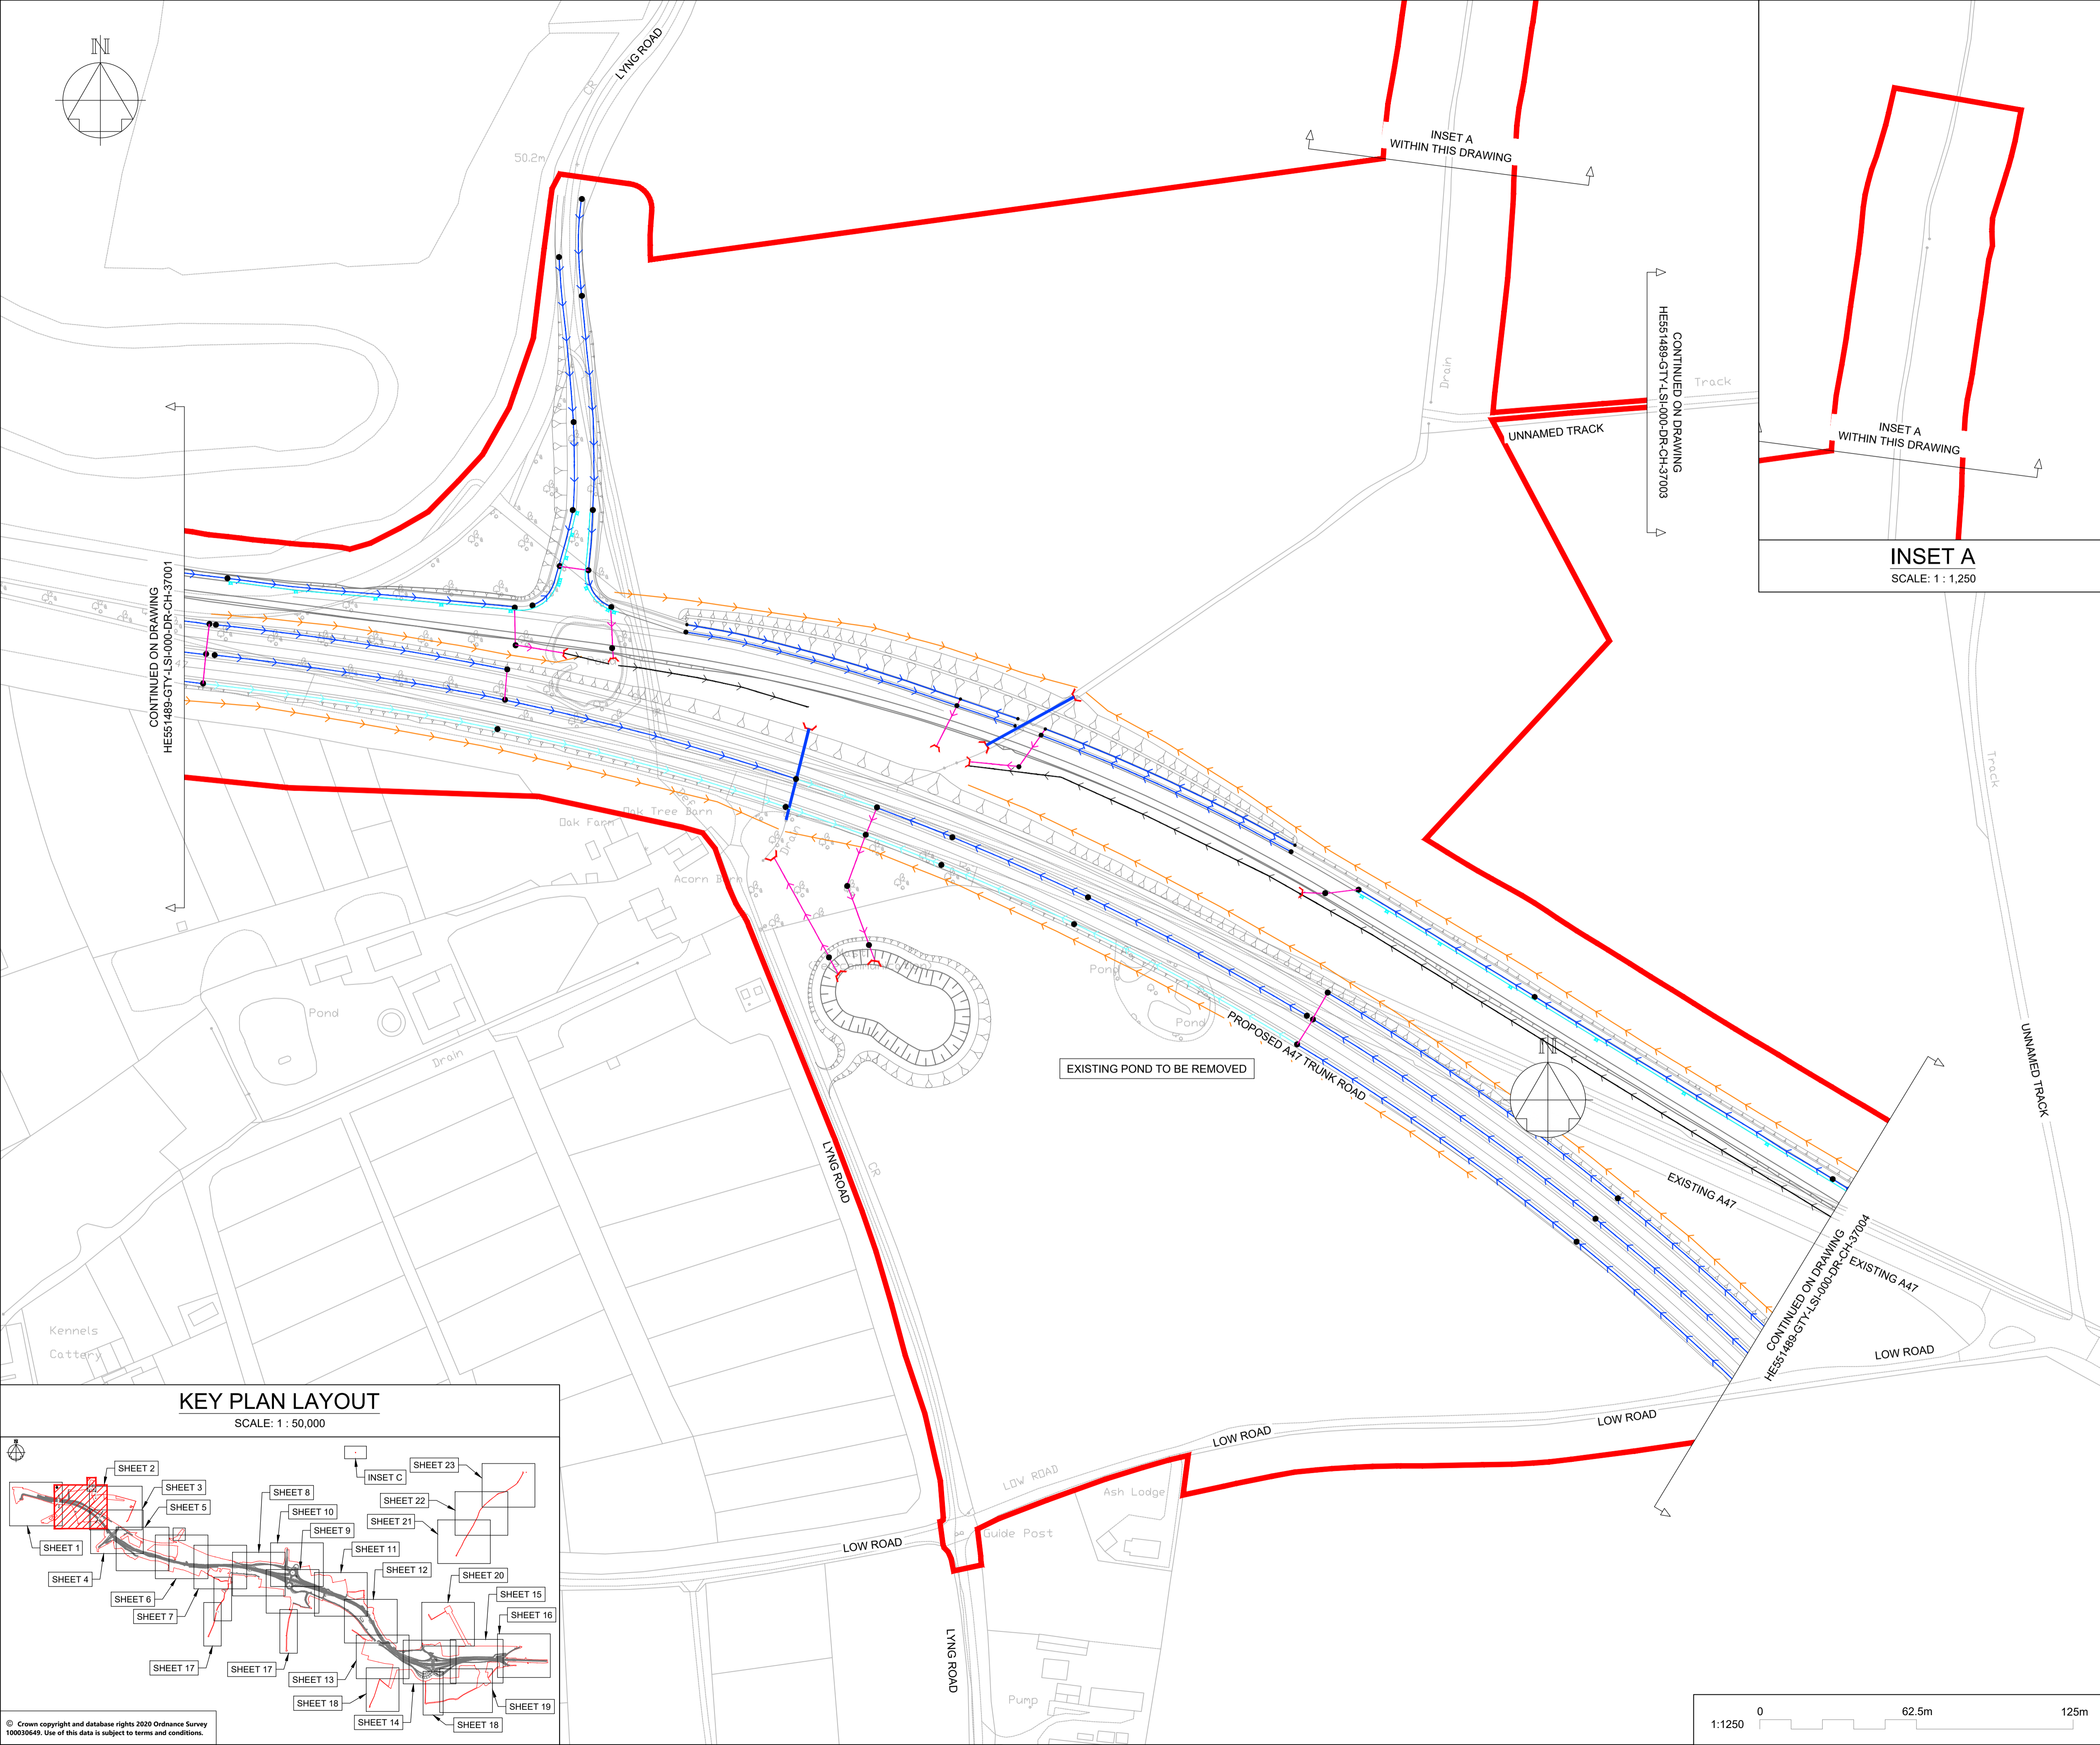 N
LYNG ROAD
CR
50.2m
INSET A
WITHIN THIS DRAWING
Drain
CONTINUED ON DRAWING
HE551489-GTY-LSI-000-DR-CH-37003
Track
UNNAMED TRACK
INSET A
WITHIN THIS DRAWING
INSET A
SCALE: 1 : 1,250
CONTINUED ON DRAWING
HE551489-GTY-LSI-000-DR-CH-37001
Oak Tree Barn
Oak Farm
Acorn Barn
Drain
Pond
Drain
Pond
Pond
PROPOSED A47 TRUNK ROAD
EXISTING POND TO BE REMOVED
N
Track
UNNAMED TRACK
EXISTING A47
EXISTING A47
CONTINUED ON DRAWING
HE551489-GTY-LSI-000-DR-CH-37004
LYNG ROAD
CR
LOW ROAD
LOW ROAD
LOW ROAD
LOW ROAD
Ash Lodge
Guide Post
LOW ROAD
LYNG ROAD
Pump
Kennels
Cattery
KEY PLAN LAYOUT
SCALE: 1 : 50,000
SHEET 2
SHEET 3
SHEET 5
SHEET 1
SHEET 4
SHEET 6
SHEET 7
SHEET 17
SHEET 17
SHEET 8
SHEET 10
SHEET 9
SHEET 11
SHEET 12
INSET C
SHEET 23
SHEET 22
SHEET 21
SHEET 20
SHEET 15
SHEET 16
SHEET 13
SHEET 18
SHEET 14
SHEET 18
SHEET 19
© Crown copyright and database rights 2020 Ordnance Survey
100030649. Use of this data is subject to terms and conditions.
1:1250
0
62.5m
125m